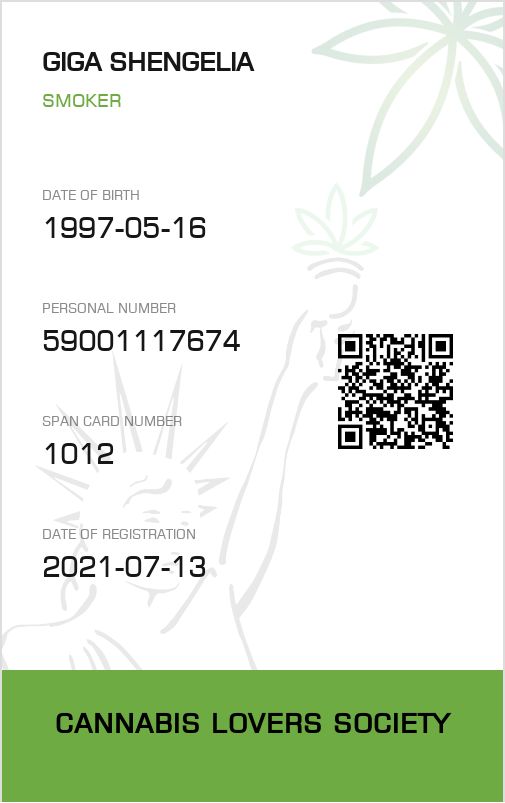 GIGA SHENGELIA
SMOKER
DATE OF BIRTH
1997-05-16
PERSONAL NUMBER
59001117674
SPAN CARD NUMBER
1012
DATE OF REGISTRATION
2021-07-13
CANNABIS LOVERS SOCIETY